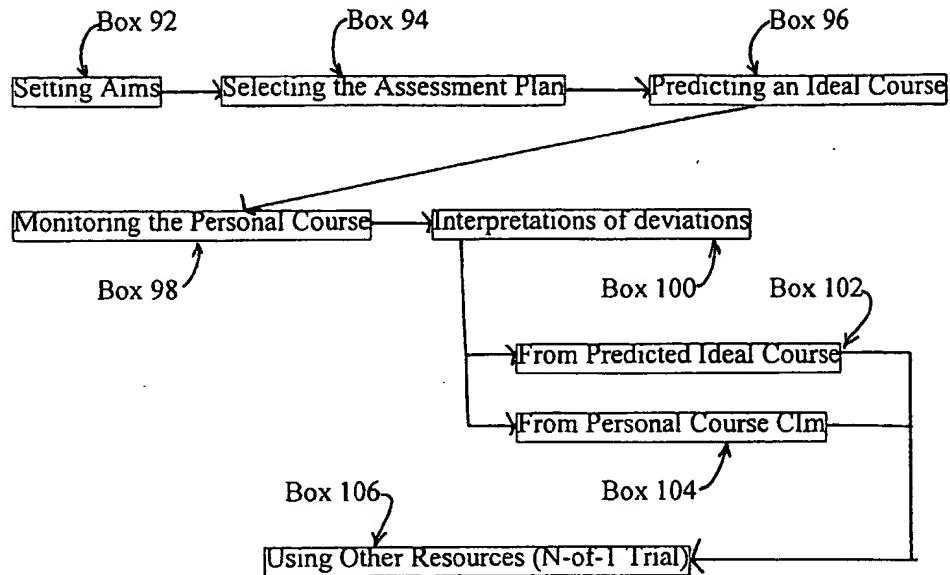 Box 92
Box 94
Box 96
Setting Aims
Selecting the Assessment Plan
Predicting an Ideal Course
Monitoring the Personal Course
Interpretations of deviations
Box 98
Box 100
Box 102
From Predicted Ideal Course
From Personal Course CIm
Box 106
Box 104
Using Other Resources (N-of-1 Trial)